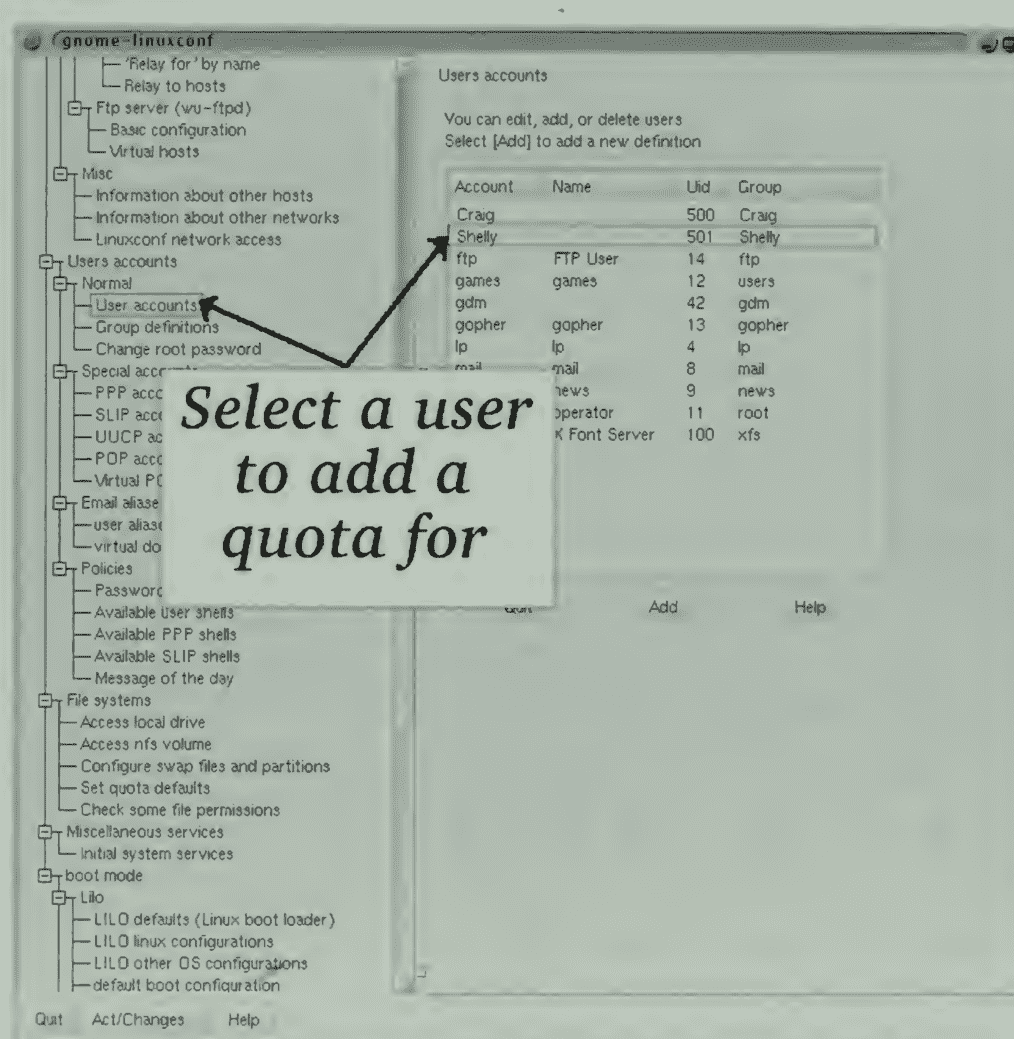 gnome-linuxconf
'Relay for' by name
Relay to hosts
Ftp server (wu-ftpd)
Basic configuration
Virtual hosts
Misc
Information about other hosts
Information about other networks
Linuxconf network access
Users accounts
Normal
User accounts
Group definitions
Change root password
Special acc
PPP acco
SLIP acco
UUCP ac
POP acco
Virtual PO
Email aliase
user aliase
virtual do
Policies
Password
Available user shells
Available PPP shells
Available SLIP shells
Message of the day
File systems
Access local drive
Access nfs volume
Configure swap files and partitions
Set quota defaults
Check some file permissions
Miscellaneous services
Initial system services
boot mode
Lilo
LILO defaults (Linux boot loader)
LILO linux configurations
LILO other OS configurations
default boot configuration
Quit Act/Changes Help
Users accounts
You can edit, add, or delete users
Select [Add] to add a new definition
Account Name Uid Group
Craig 500 Craig
Shelly 501 Shelly
ftp FTP User 14 ftp
games games 12 users
gdm 42 gdm
gopher gopher 13 gopher
lp lp 4 lp
mail mail 8 mail
news 9 news
operator 11 root
X Font Server 100 xfs
Quit Add Help
Select a user
to add a
quota for